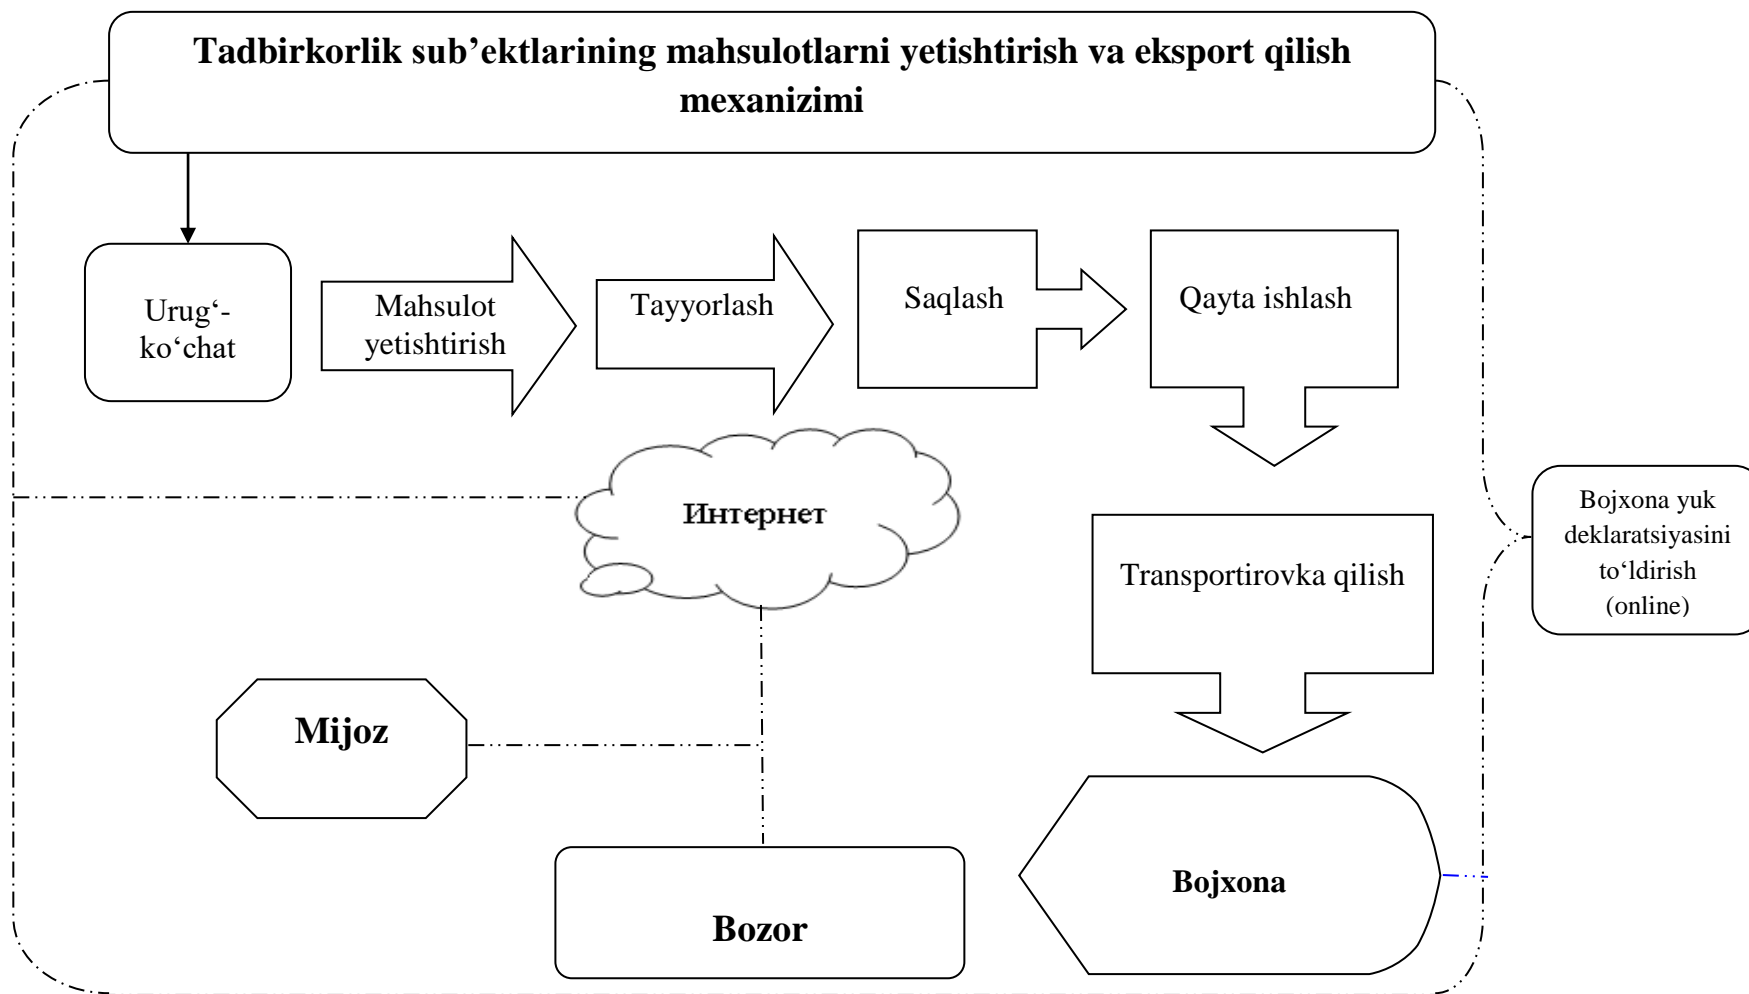 Tadbirkorlik sub’ektlarining mahsulotlarni yetishtirish va eksport qilish
mexanizimi
Urug‘-
ko‘chat
Mahsulot
yetishtirish
Tayyorlash
Saqlash
Qayta ishlash
Интернет
Transportirovka qilish
Bojxona yuk
deklaratsiyasini
to‘ldirish
(online)
Mijoz
Bojxona
Bozor